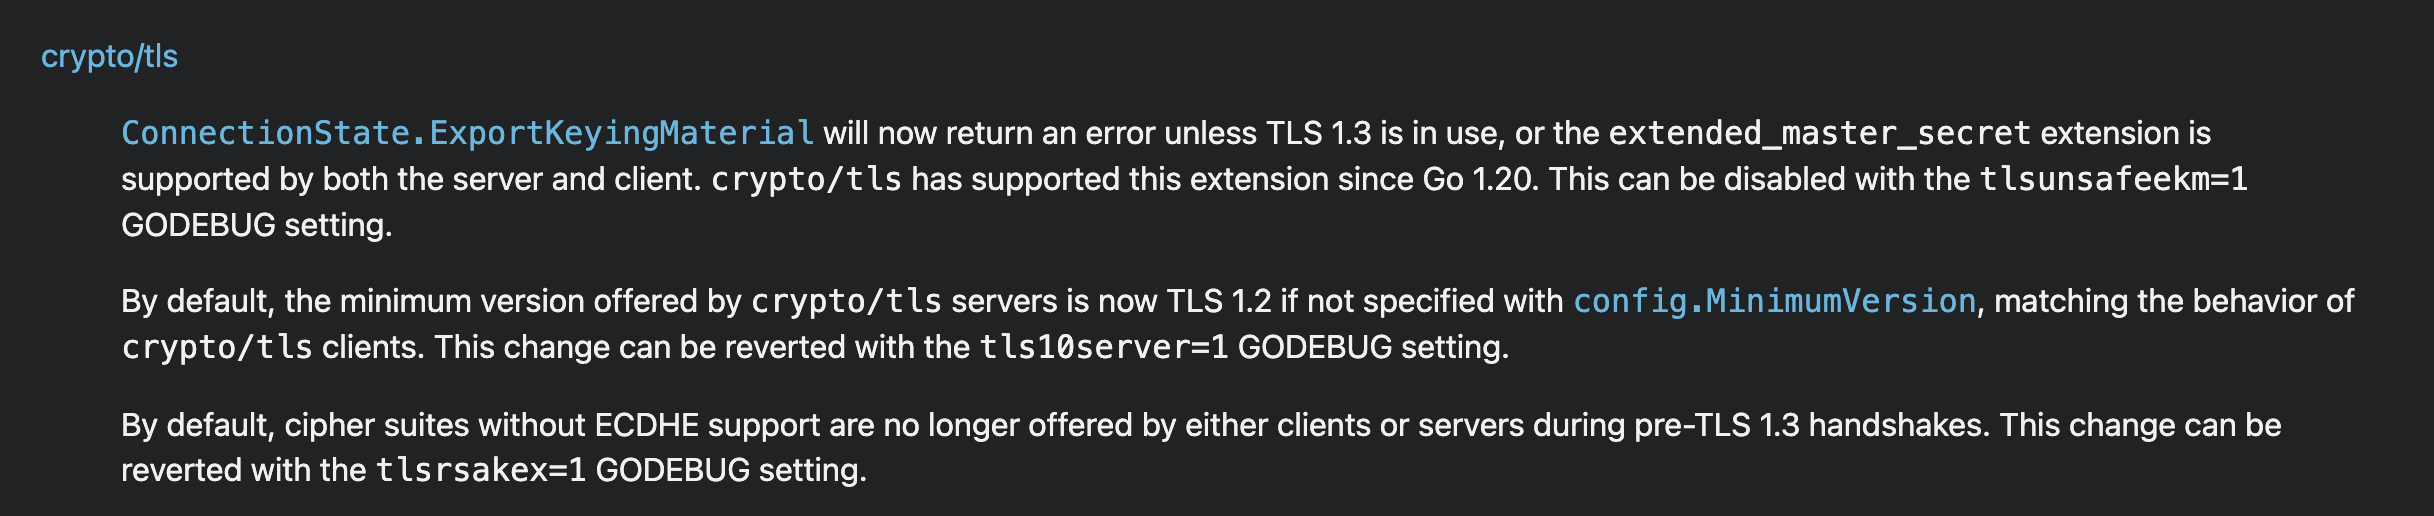 crypto/tls
ConnectionState.ExportKeyingMaterial will now return an error unless TLS 1.3 is in use, or the extended_master_secret extension is
supported by both the server and client. crypto/tls has supported this extension since Go 1.20. This can be disabled with the tlsunsafeekm=1
GODEBUG setting.
By default, the minimum version offered by crypto/tls servers is now TLS 1.2 if not specified with config.MinimumVersion, matching the behavior of
crypto/tls clients. This change can be reverted with the tls10server=1 GODEBUG setting.
By default, cipher suites without ECDHE support are no longer offered by either clients or servers during pre-TLS 1.3 handshakes. This change can be
reverted with the tlsrsakex=1 GODEBUG setting.